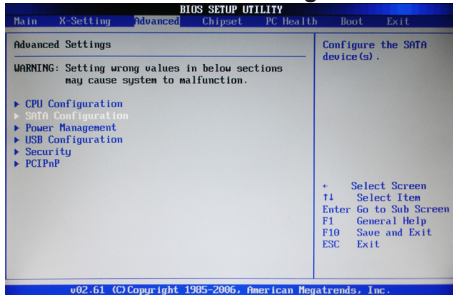 BIOS SETUP UTILITY
Main X-Setting Advanced Chipset PC Health Boot Exit
Advanced Settings
WARNING: Setting wrong values in below sections
may cause system to malfunction.
▶ CPU Configuration
▶ SATA Configuration
▶ Power Management
▶ USB Configuration
▶ Security
▶ PCIPnP
Configure the SATA
device(s).
← Select Screen
↑↓ Select Item
Enter Go to Sub Screen
F1 General Help
F10 Save and Exit
ESC Exit
v02.61 (C)Copyright 1985-2006, American Megatrends, Inc.